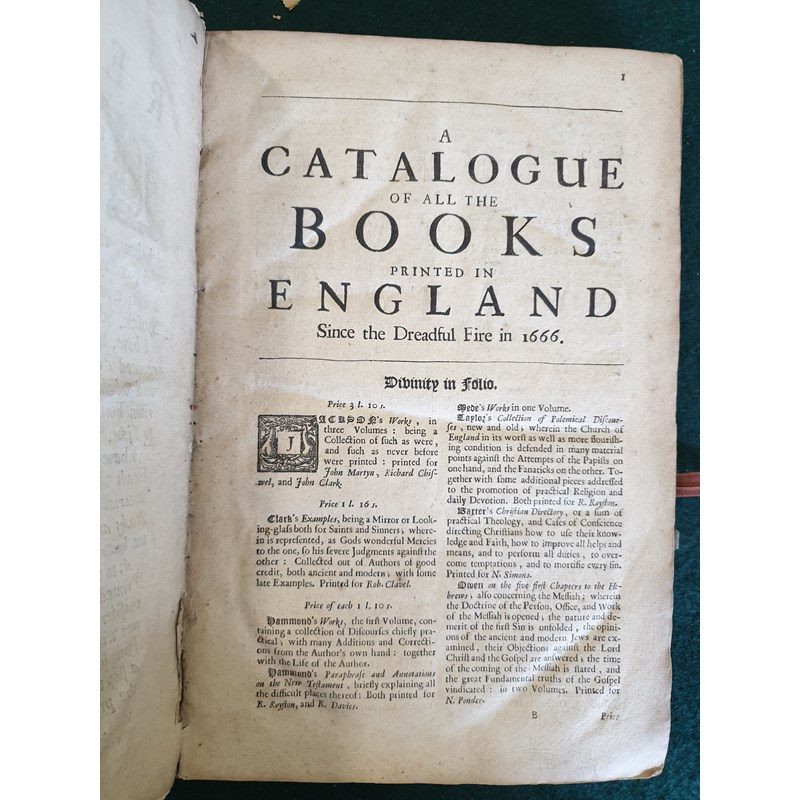 1
A
CATALOGUE
OF ALL THE
BOOKS
PRINTED IN
ENGLAND
Since the Dreadful Fire in 1666.
Divinity in Folio.
Price 3 l. 10 s.
JACKSON's Works, in
three Volumes: being a
Collection of such as were,
and such as never before
were printed: printed for
John Martyn, Richard Chis-
wel, and John Clark.
Price 1 l. 16 s.
Clark's Examples, being a Mirror or Look-
ing-glass both for Saints and Sinners; where-
in is represented, as Gods wonderful Mercies
to the one, so his severe Judgments against the
other: Collected out of Authors of good
credit, both ancient and modern; with some
late Examples. Printed for Rob. Clavel.
Price of each 1 l. 10 s.
Hammond's Works, the first Volume, con-
taining a collection of Discourses chiefly pra-
ctical; with many Additions and Correcti-
ons from the Author's own hand: together
with the Life of the Author.
Hammond's Paraphrase and Annotations
on the New Testament, briefly explaining all
the difficult places thereof: Both printed for
R. Royston, and R. Davies.
Mede's Works in one Volume.
Taylor's Collection of Polemical Discour-
ses, new and old; wherein the Church of
England in its worst as well as more flourish-
ing condition is defended in many material
points against the Attempts of the Papists on
one hand, and the Fanaticks on the other. To-
gether with some additional pieces addressed
to the promotion of practical Religion and
daily Devotion. Both printed for R. Royston.
Baxter's Christian Directory, or a sum of
practical Theology, and Cases of Conscience
directing Christians how to use their know-
ledge and Faith, how to improve all helps and
means, and to perform all duties, to over-
come temptations, and to mortifie every sin.
Printed for N. Simons.
Owen on the five first Chapters to the He-
brews; also concerning the Messiah; wherein
the Doctrine of the Person, Office, and Work
of the Messiah is opened; the nature and de-
merit of the first Sin is unfolded, the opini-
ons of the ancient and modern Jews are ex-
amined, their Objections against the Lord
Christ and the Gospel are answered; the time
of the coming of the Messiah is stated, and
the great Fundamental truths of the Gospel
vindicated: in two Volumes. Printed for
N. Ponder.
B
Price